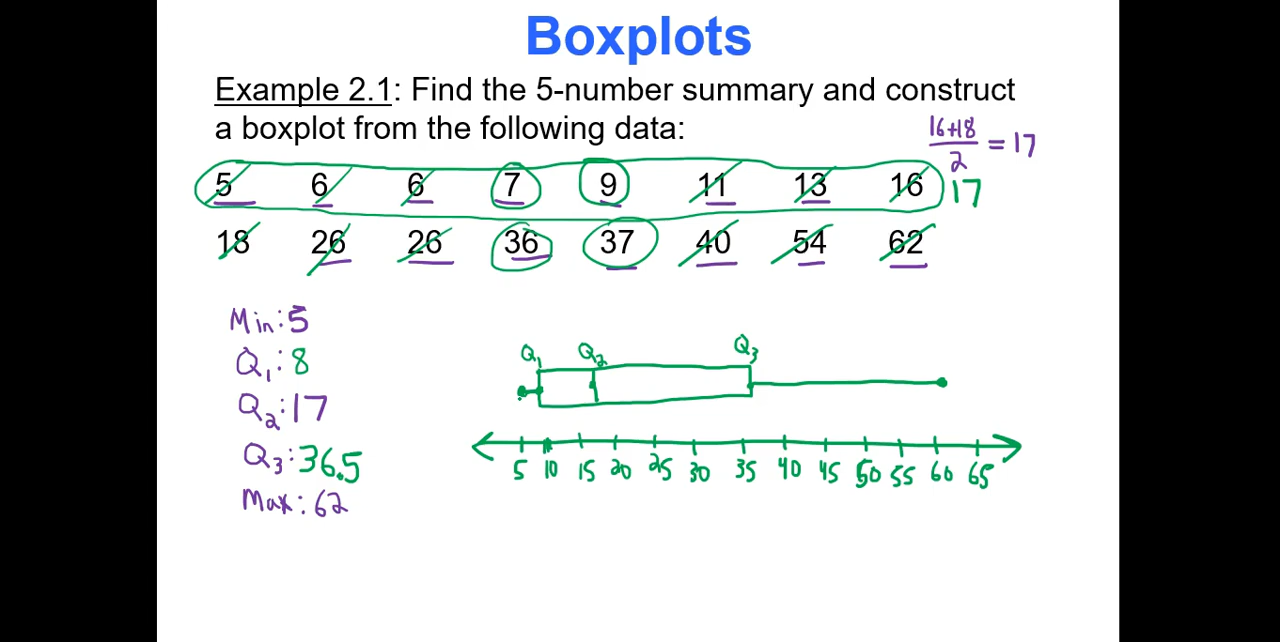 Boxplots
Example 2.1: Find the 5-number summary and construct
a boxplot from the following data:
16+18
2
= 17
5 6 6 7 9 11 13 16 17
18 26 26 36 37 40 54 62
Min: 5
Q1: 8
Q2: 17
Q3: 36.5
Max: 62
Q1 Q2 Q3
5 10 15 20 25 30 35 40 45 50 55 60 65